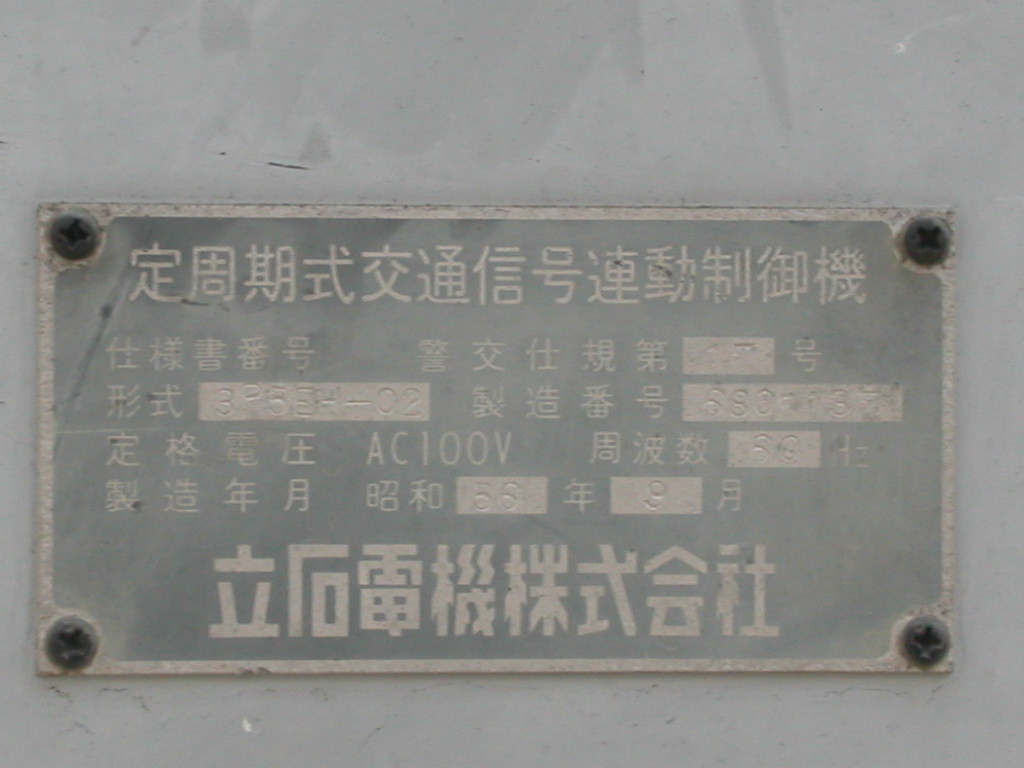 定周期式交通信号連動制御機
仕様書番号 警交仕規第 17 号
形式 3P5EH-02 製造番号
定格電圧 AC100V 周波数 Hz
製造年月 昭和 56 年 9 月
立石電機株式会社